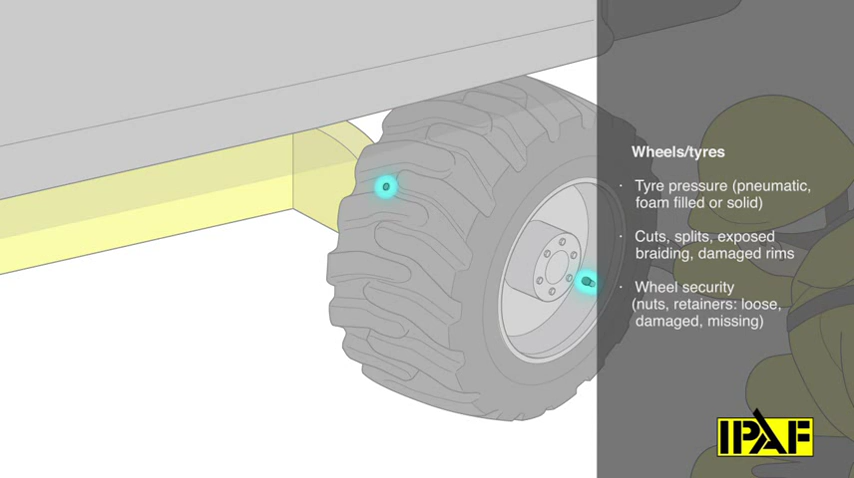 Wheels/tyres
· Tyre pressure (pneumatic,
foam filled or solid)
· Cuts, splits, exposed
braiding, damaged rims
· Wheel security
(nuts, retainers: loose,
damaged, missing)
IPAF